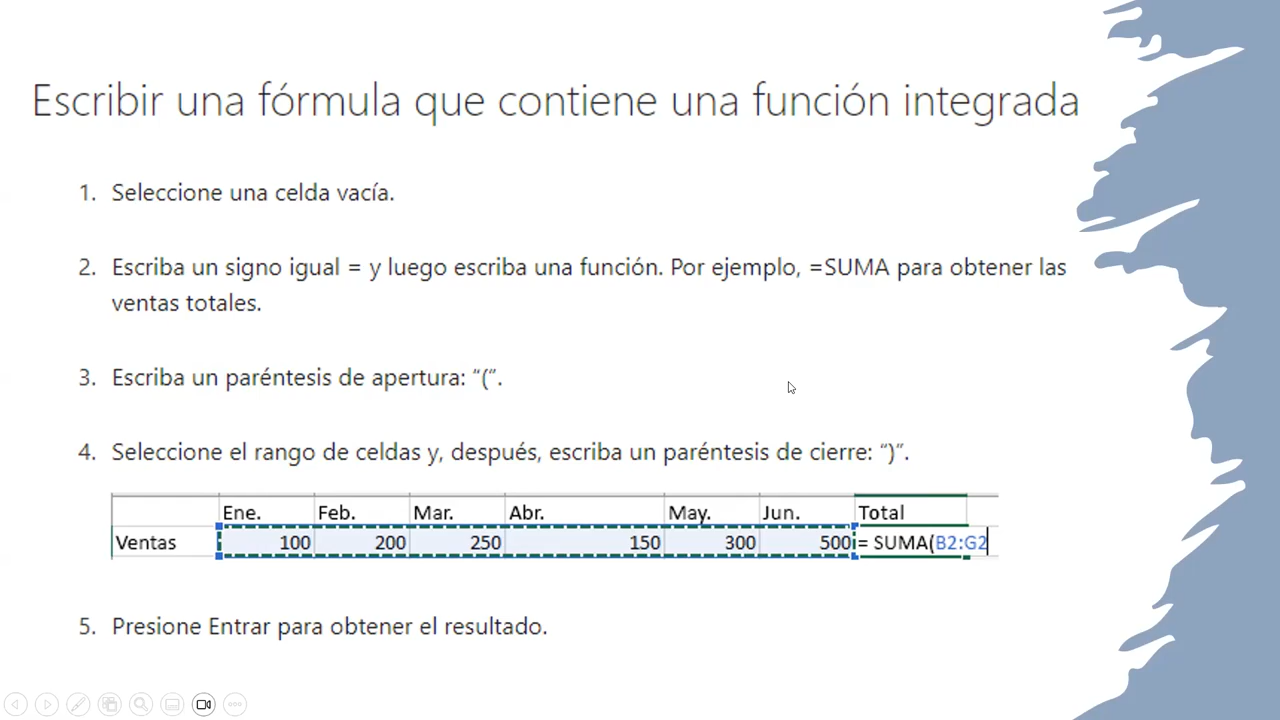 Escribir una fórmula que contiene una función integrada
1. Seleccione una celda vacía.
2. Escriba un signo igual = y luego escriba una función. Por ejemplo, =SUMA para obtener las
ventas totales.
3. Escriba un paréntesis de apertura: “(”.
4. Seleccione el rango de celdas y, después, escriba un paréntesis de cierre: “)”.
Ene. Feb. Mar. Abr. May. Jun. Total
Ventas 100 200 250 150 300 500 = SUMA(B2:G2
5. Presione Entrar para obtener el resultado.